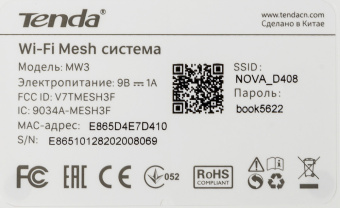 Tenda
www.tendacn.com
Сделано в Китае
Wi-Fi Mesh система
Модель: MW3
Электропитание: 9В ⎓ 1А
FCC ID: V7TMESH3F
IC: 9034A-MESH3F
MAC-адрес: E865D4E7D410
S/N: E86510128202008069
SSID:
NOVA_D408
Пароль:
book5622
FC EAC CE 052 RoHS
COMPLIANT